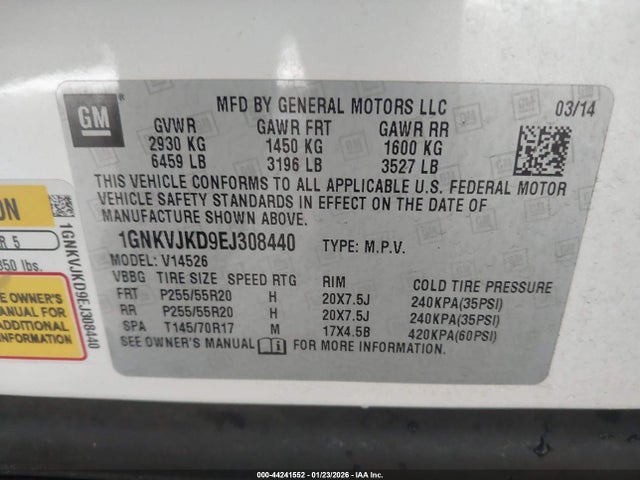 GM
MFD BY GENERAL MOTORS LLC 03/14
GVWR GAWR FRT GAWR RR
2930 KG 1450 KG 1600 KG
6459 LB 3196 LB 3527 LB
THIS VEHICLE CONFORMS TO ALL APPLICABLE U.S. FEDERAL MOTOR
VEHICLE SAFETY STANDARDS IN EFFECT ON THE DATE OF
MANUFACTURE SHOWN ABOVE.
1GNKVJKD9EJ308440 TYPE: M.P.V.
MODEL: V14526
VBBG TIRE SIZE SPEED RTG RIM COLD TIRE PRESSURE
FRT P255/55R20 H 20X7.5J 240KPA(35PSI)
RR P255/55R20 H 20X7.5J 240KPA(35PSI)
SPA T145/70R17 M 17X4.5B 420KPA(60PSI)
SEE OWNER'S MANUAL FOR MORE INFORMATION
ON
R 5
850 lbs.
SEE OWNER'S
MANUAL FOR
ADDITIONAL
INFORMATION
1GNKVJKD9EJ308440
000-44241552 - 01/23/2026 - IAA Inc.